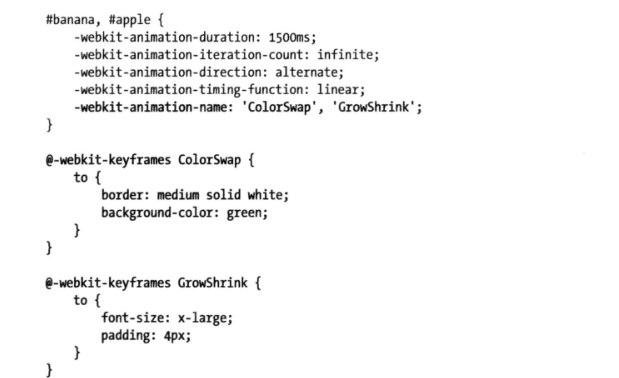 #banana, #apple {
    -webkit-animation-duration: 1500ms;
    -webkit-animation-iteration-count: infinite;
    -webkit-animation-direction: alternate;
    -webkit-animation-timing-function: linear;
    -webkit-animation-name: 'ColorSwap', 'GrowShrink';
}
@-webkit-keyframes ColorSwap {
    to {
        border: medium solid white;
        background-color: green;
    }
}
@-webkit-keyframes GrowShrink {
    to {
        font-size: x-large;
        padding: 4px;
    }
}